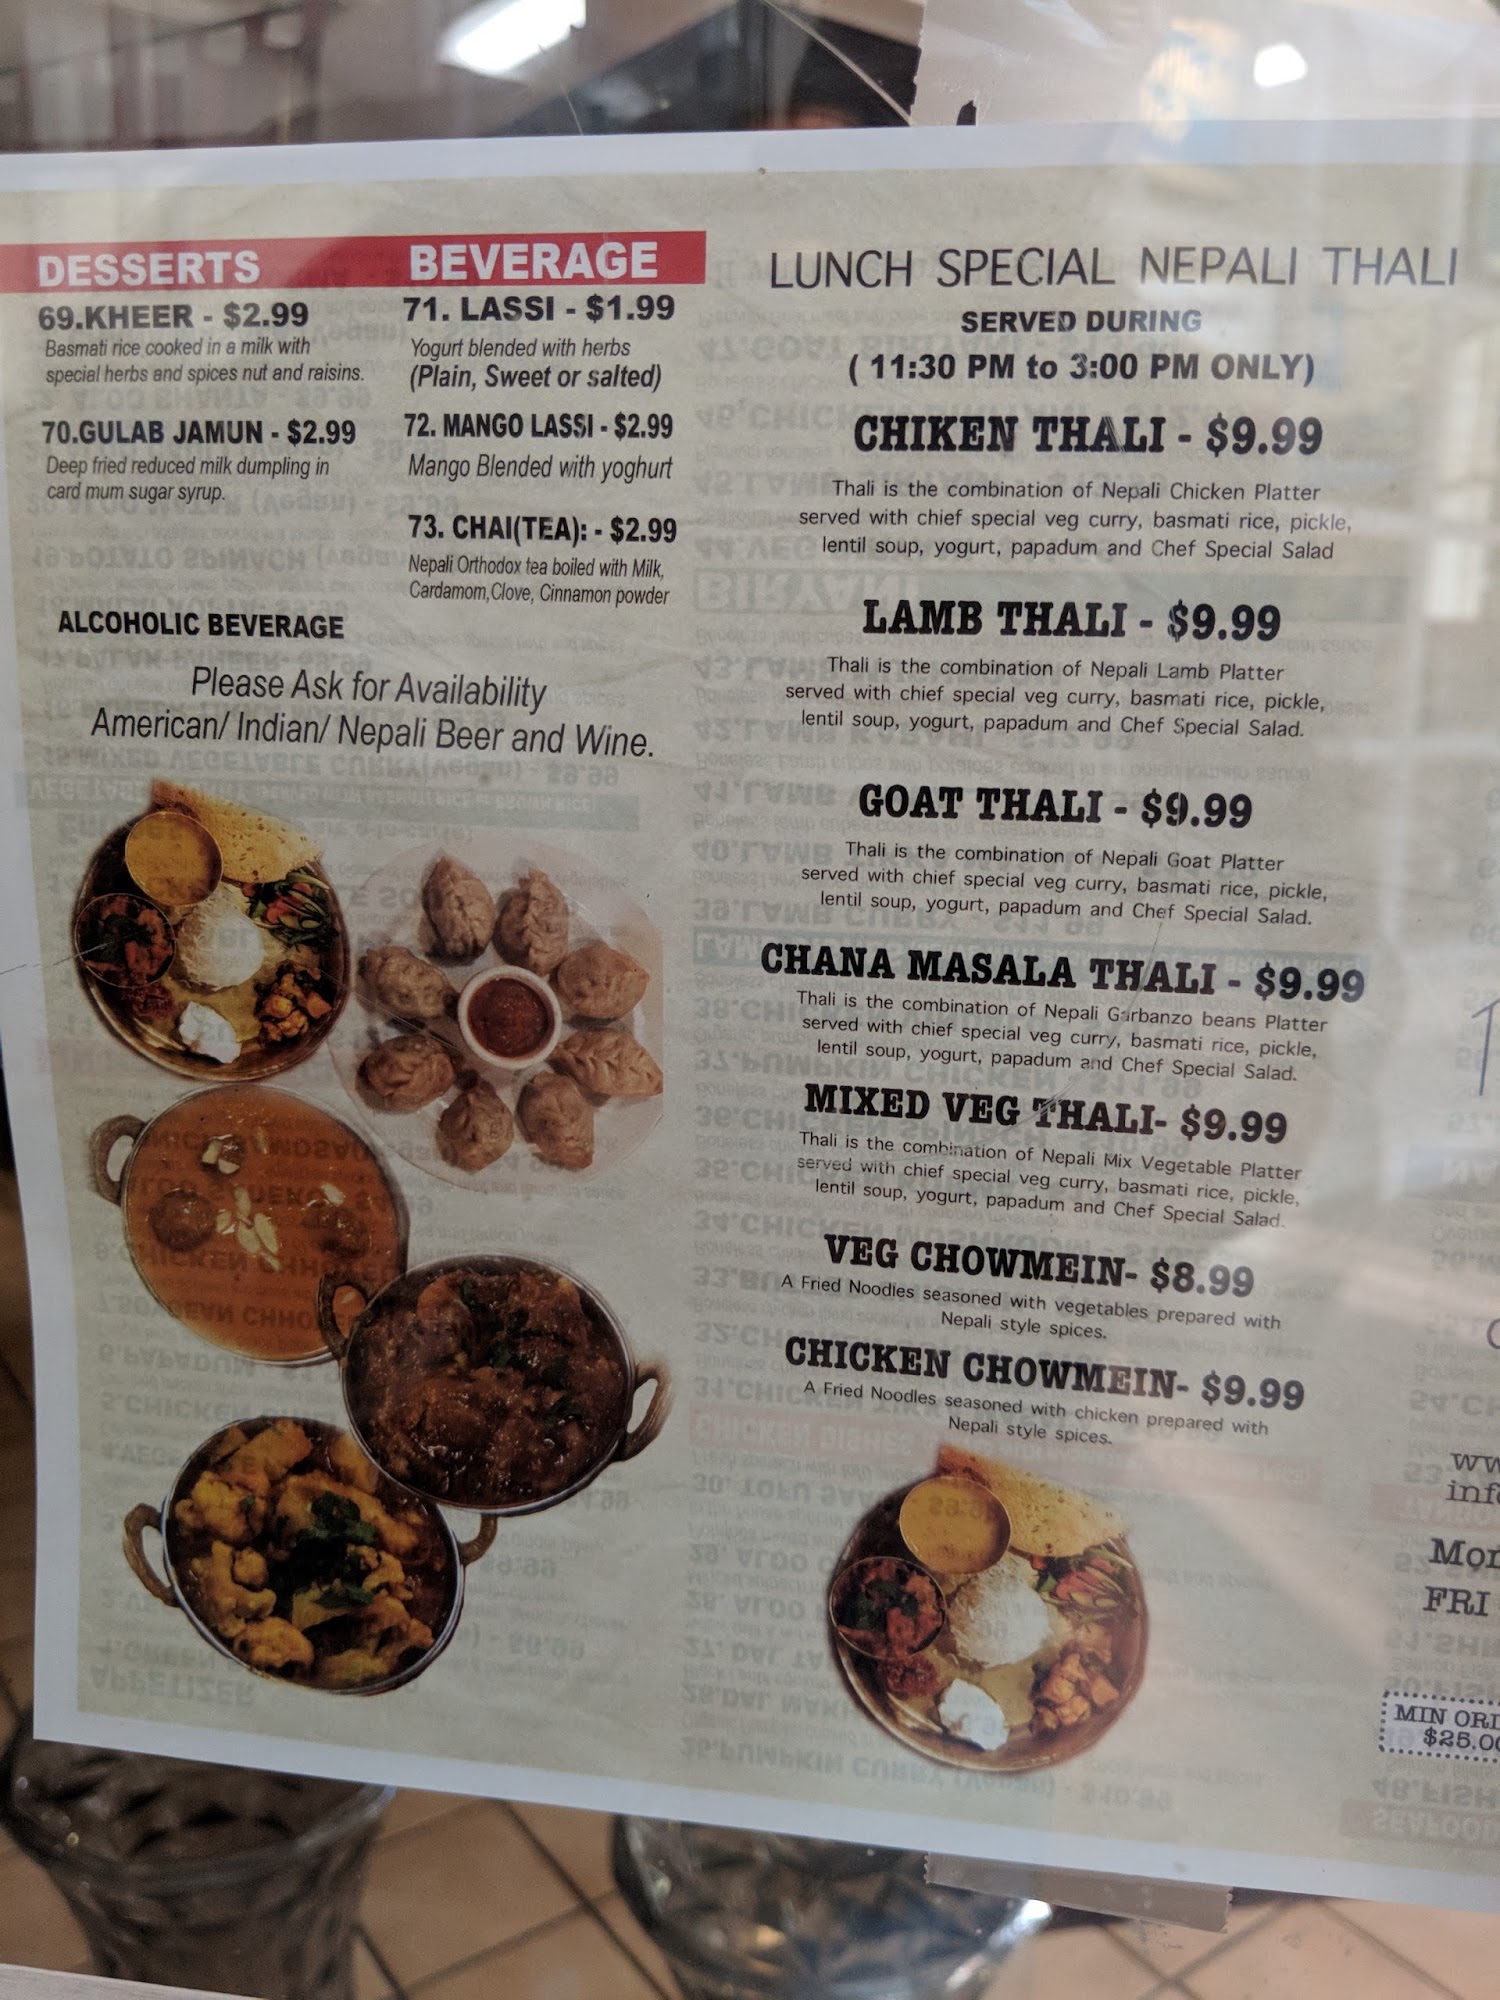 DESSERTS
69.KHEER - $2.99
Basmati rice cooked in a milk with
special herbs and spices nut and raisins.
70.GULAB JAMUN - $2.99
Deep fried reduced milk dumpling in
card mum sugar syrup.
BEVERAGE
71. LASSI - $1.99
Yogurt blended with herbs
(Plain, Sweet or salted)
72. MANGO LASSI - $2.99
Mango Blended with yoghurt
73. CHAI(TEA): - $2.99
Nepali Orthodox tea boiled with Milk,
Cardamom,Clove, Cinnamon powder
ALCOHOLIC BEVERAGE
Please Ask for Availability
American/ Indian/ Nepali Beer and Wine.
LUNCH SPECIAL NEPALI THALI
SERVED DURING
( 11:30 PM to 3:00 PM ONLY)
CHIKEN THALI - $9.99
Thali is the combination of Nepali Chicken Platter
served with chief special veg curry, basmati rice, pickle,
lentil soup, yogurt, papadum and Chef Special Salad
LAMB THALI - $9.99
Thali is the combination of Nepali Lamb Platter
served with chief special veg curry, basmati rice, pickle,
lentil soup, yogurt, papadum and Chef Special Salad.
GOAT THALI - $9.99
Thali is the combination of Nepali Goat Platter
served with chief special veg curry, basmati rice, pickle,
lentil soup, yogurt, papadum and Chef Special Salad.
CHANA MASALA THALI - $9.99
Thali is the combination of Nepali Garbanzo beans Platter
served with chief special veg curry, basmati rice, pickle,
lentil soup, yogurt, papadum and Chef Special Salad.
MIXED VEG THALI- $9.99
Thali is the combination of Nepali Mix Vegetable Platter
served with chief special veg curry, basmati rice, pickle,
lentil soup, yogurt, papadum and Chef Special Salad.
VEG CHOWMEIN- $8.99
A Fried Noodles seasoned with vegetables prepared with
Nepali style spices.
CHICKEN CHOWMEIN- $9.99
A Fried Noodles seasoned with chicken prepared with
Nepali style spices.
FRI
MIN
$25.00